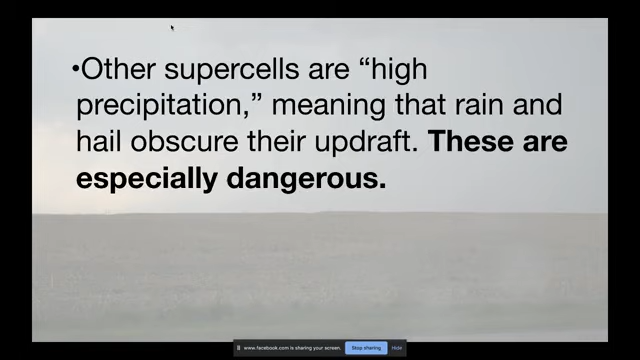 •Other supercells are “high
precipitation,” meaning that rain and
hail obscure their updraft. These are
especially dangerous.
www.facebook.com is sharing your screen. Stop sharing Hide